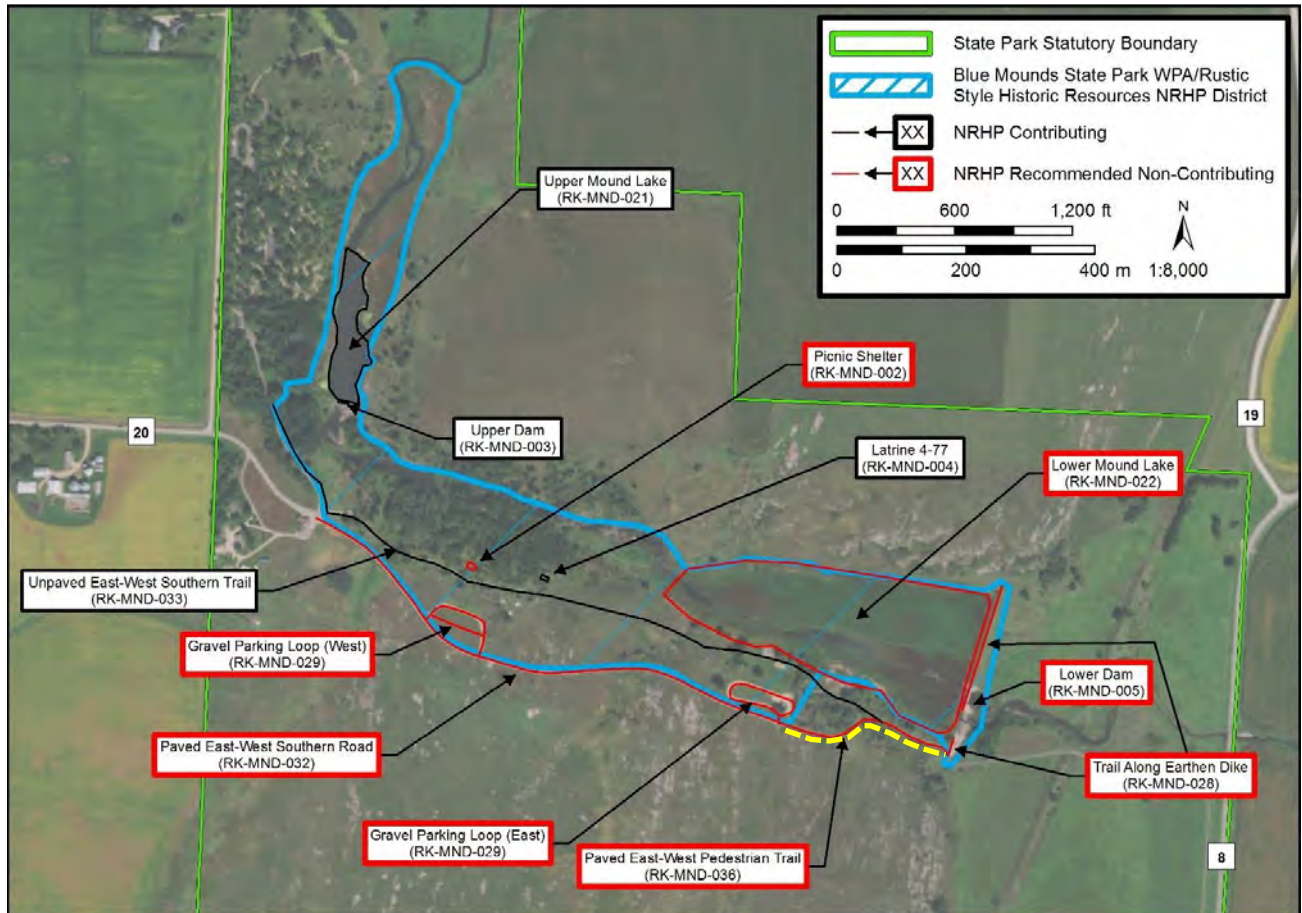 State Park Statutory Boundary
Blue Mounds State Park WPA/Rustic
Style Historic Resources NRHP District
XX
NRHP Contributing
XX
NRHP Recommended Non-Contributing
0 600 1,200 ft
N
0 200 400 m
1:8,000
Upper Mound Lake
(RK-MND-021)
Picnic Shelter
(RK-MND-002)
19
20
Upper Dam
(RK-MND-003)
Latrine 4-77
(RK-MND-004)
Lower Mound Lake
(RK-MND-022)
Unpaved East-West Southern Trail
(RK-MND-033)
Gravel Parking Loop (West)
(RK-MND-029)
Lower Dam
(RK-MND-005)
Paved East-West Southern Road
(RK-MND-032)
Trail Along Earthen Dike
(RK-MND-028)
Gravel Parking Loop (East)
(RK-MND-029)
Paved East-West Pedestrian Trail
(RK-MND-036)
8